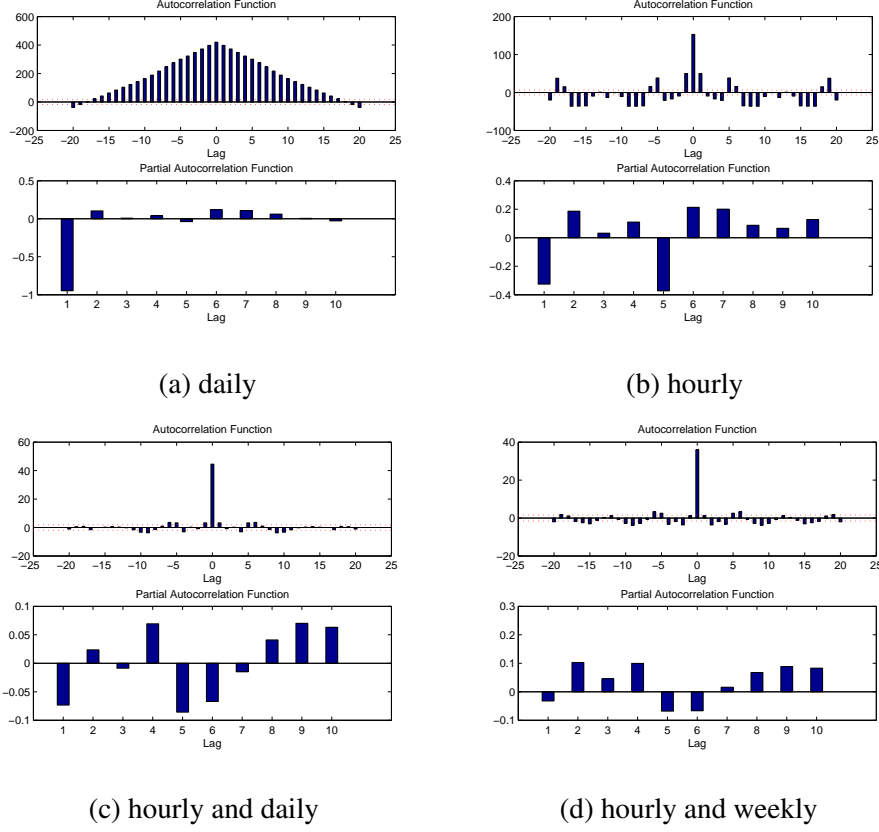 Autocorrelation Function
600
400
200
0
−200
−25 −20 −15 −10 −5 0 5 10 15 20 25
Lag
Partial Autocorrelation Function
0.5
0
−0.5
−1
1 2 3 4 5 6 7 8 9 10
Lag
(a) daily
Autocorrelation Function
200
100
0
−100
−25 −20 −15 −10 −5 0 5 10 15 20 25
Lag
Partial Autocorrelation Function
0.4
0.2
0
−0.2
−0.4
1 2 3 4 5 6 7 8 9 10
Lag
(b) hourly
Autocorrelation Function
60
40
20
0
−20
−25 −20 −15 −10 −5 0 5 10 15 20 25
Lag
Partial Autocorrelation Function
0.1
0.05
0
−0.05
−0.1
1 2 3 4 5 6 7 8 9 10
Lag
(c) hourly and daily
Autocorrelation Function
40
20
0
−20
−25 −20 −15 −10 −5 0 5 10 15 20 25
Lag
Partial Autocorrelation Function
0.3
0.2
0.1
0
−0.1
1 2 3 4 5 6 7 8 9 10
Lag
(d) hourly and weekly